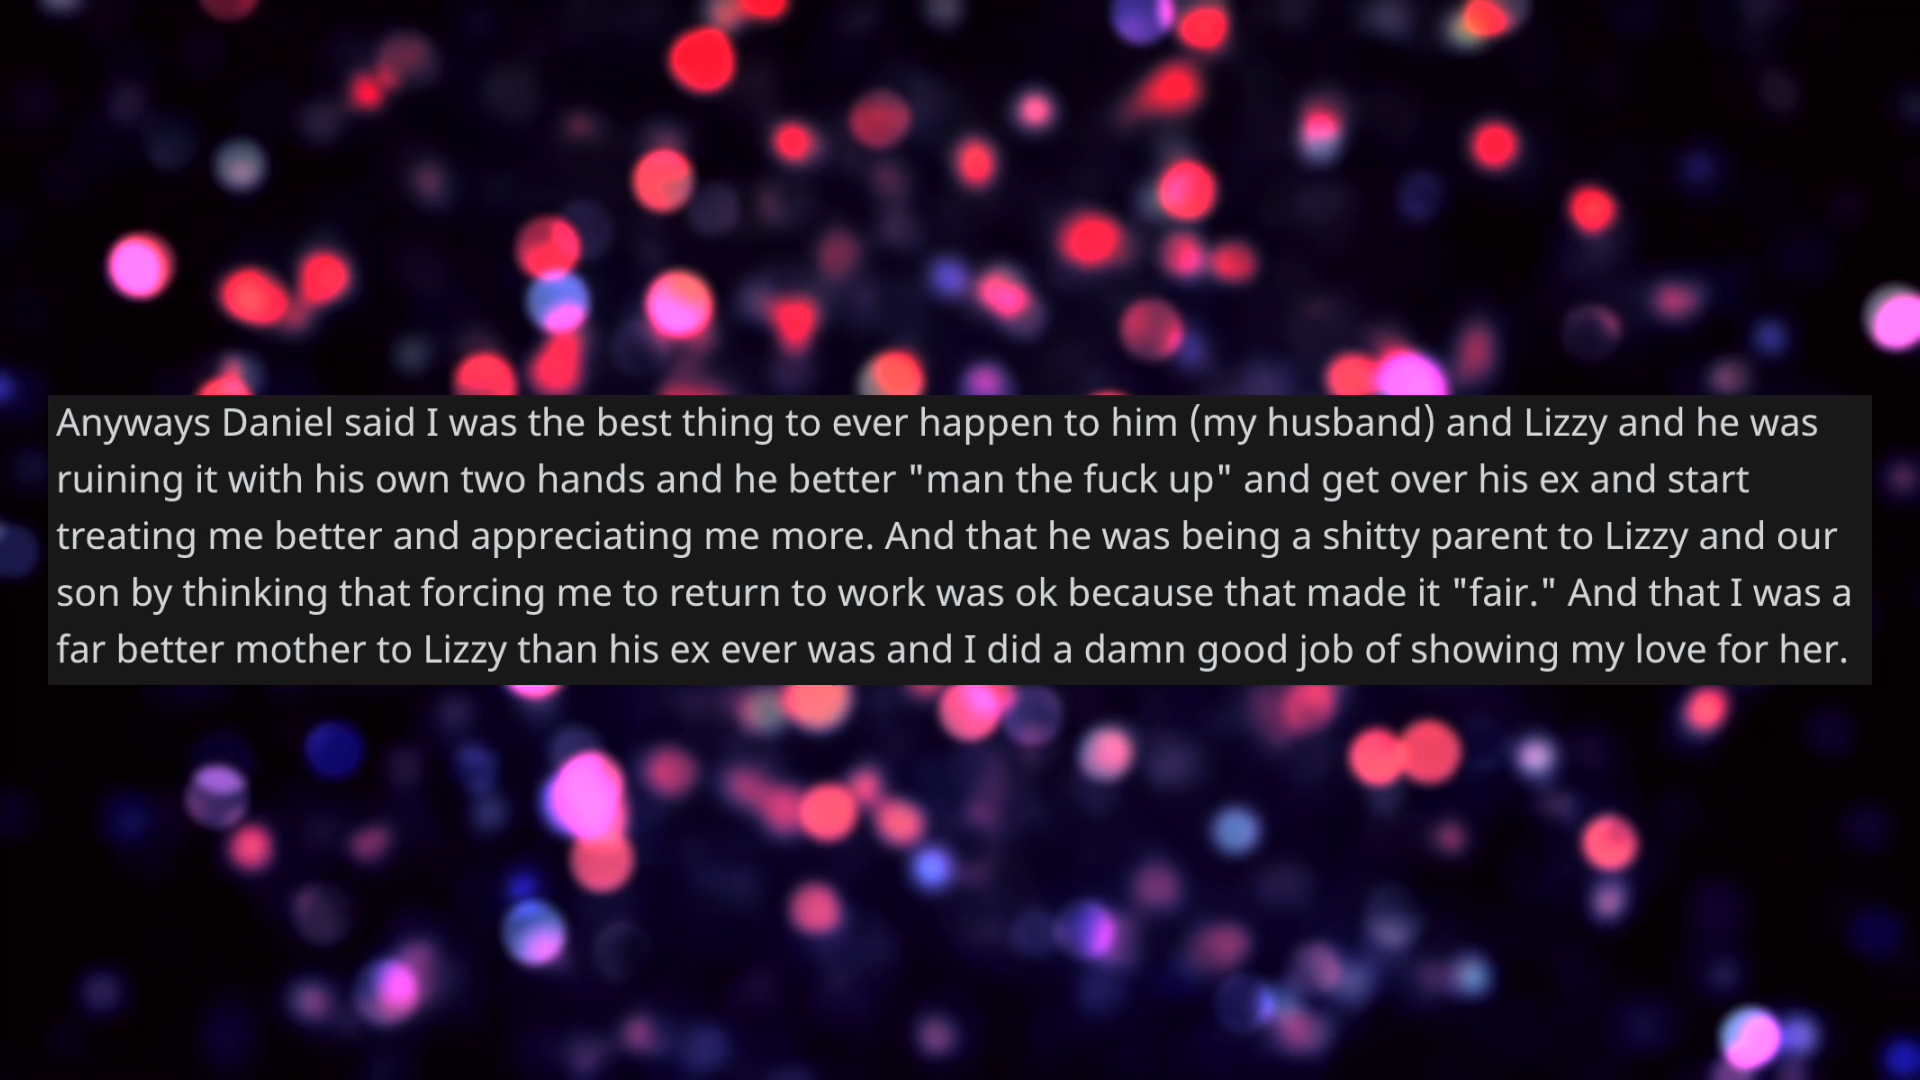 Anyways Daniel said I was the best thing to ever happen to him (my husband) and Lizzy and he was
ruining it with his own two hands and he better "man the fuck up" and get over his ex and start
treating me better and appreciating me more. And that he was being a shitty parent to Lizzy and our
son by thinking that forcing me to return to work was ok because that made it "fair." And that I was a
far better mother to Lizzy than his ex ever was and I did a damn good job of showing my love for her.